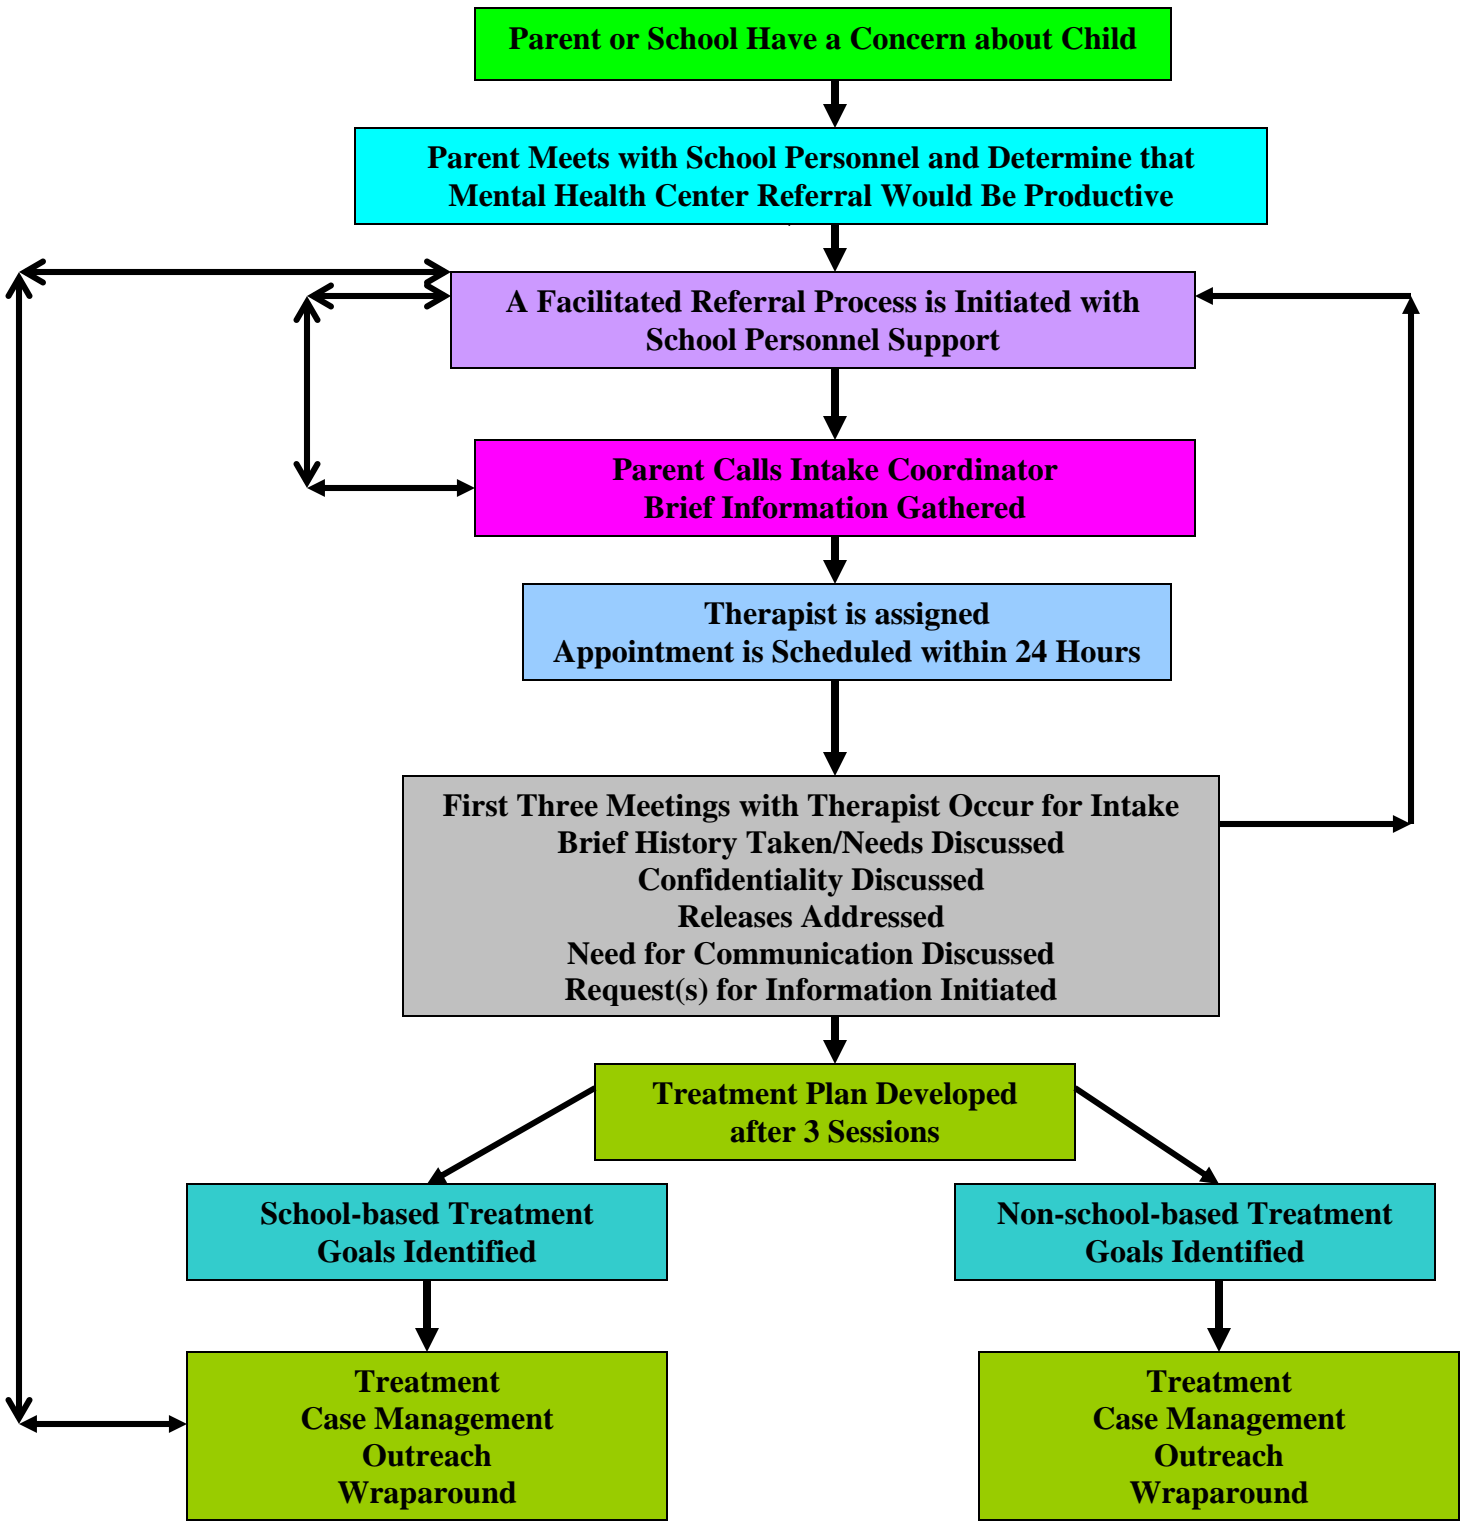 Parent or School Have a Concern about Child
Parent Meets with School Personnel and Determine that
Mental Health Center Referral Would Be Productive
A Facilitated Referral Process is Initiated with
School Personnel Support
Parent Calls Intake Coordinator
Brief Information Gathered
Therapist is assigned
Appointment is Scheduled within 24 Hours
First Three Meetings with Therapist Occur for Intake
Brief History Taken/Needs Discussed
Confidentiality Discussed
Releases Addressed
Need for Communication Discussed
Request(s) for Information Initiated
Treatment Plan Developed
after 3 Sessions
School-based Treatment
Goals Identified
Non-school-based Treatment
Goals Identified
Treatment
Case Management
Outreach
Wraparound
Treatment
Case Management
Outreach
Wraparound